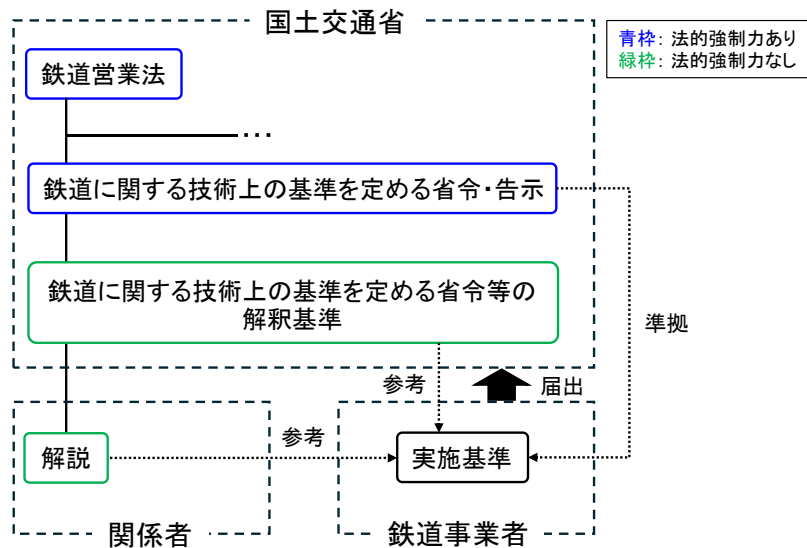 国土交通省
青枠: 法的強制力あり
緑枠: 法的強制力なし
鉄道営業法
…
鉄道に関する技術上の基準を定める省令・告示
鉄道に関する技術上の基準を定める省令等の
解釈基準
準拠
参考
届出
解説
参考
実施基準
関係者
鉄道事業者